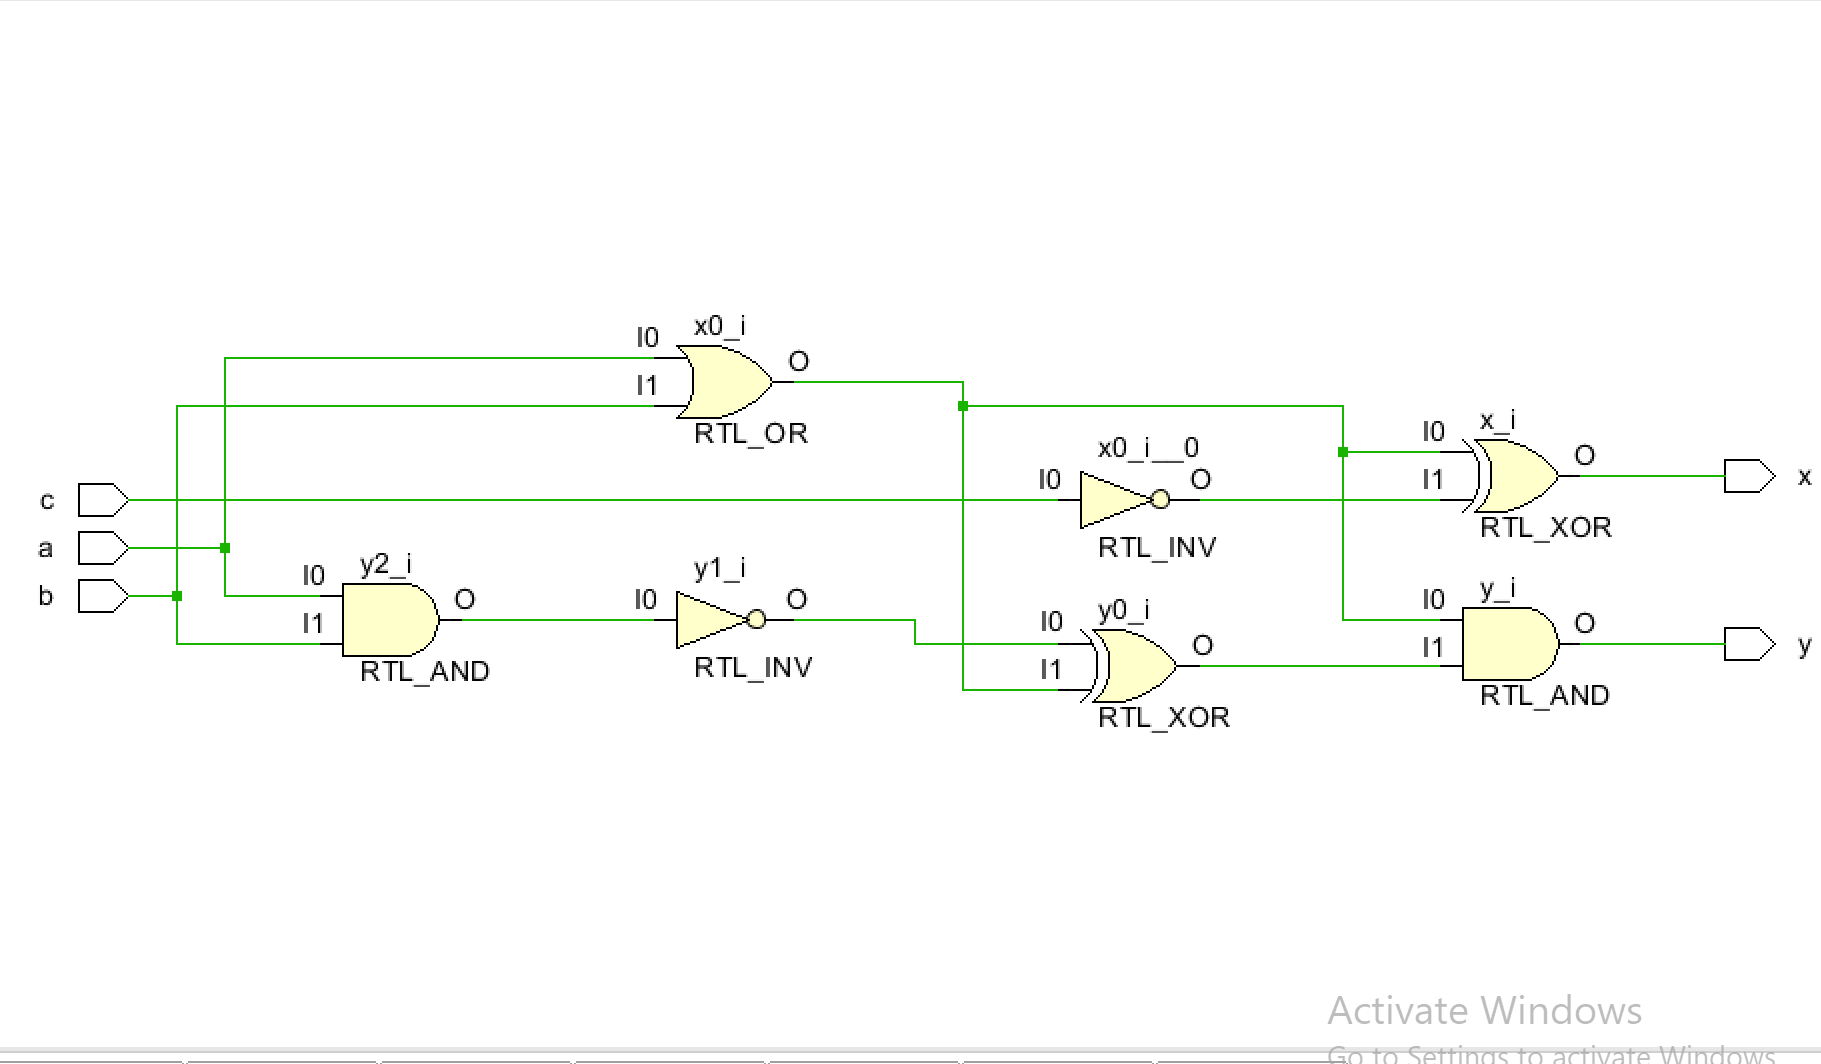 x0_i
I0
O
I1
RTL_OR
x_i
I0
O
I1
RTL_XOR
x
x0_i__0
I0
O
RTL_INV
c
a
b
y2_i
I0
O
I1
RTL_AND
y1_i
I0
O
RTL_INV
y0_i
I0
O
I1
RTL_XOR
y_i
I0
O
I1
RTL_AND
y
Activate Windows
Go to Settings to activate Windows.